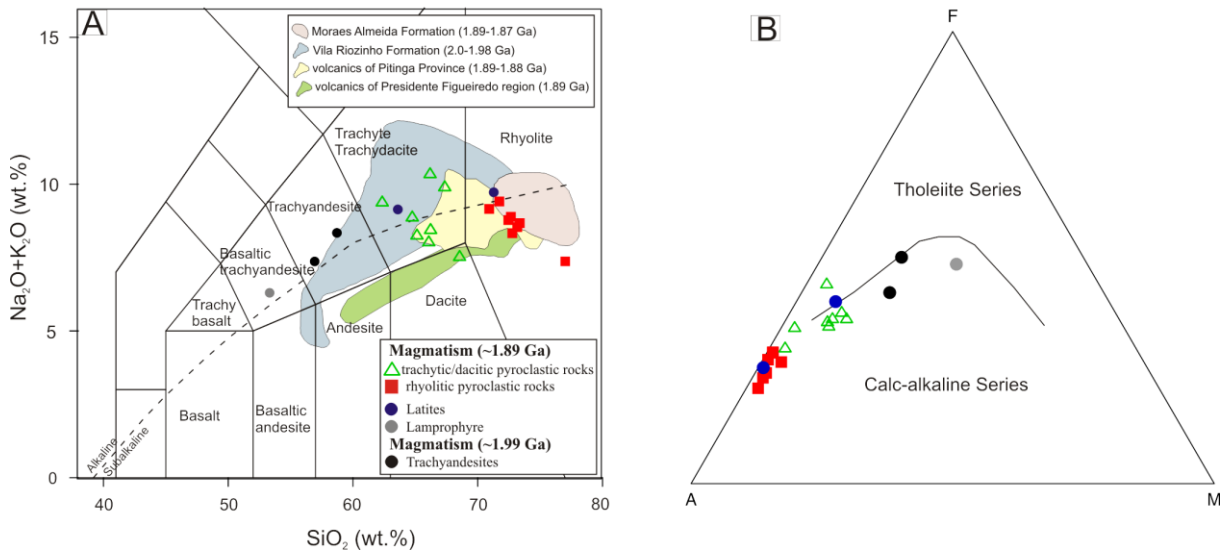 A
Moraes Almeida Formation (1.89-1.87 Ga)
Vila Riozinho Formation (2.0-1.98 Ga)
volcanics of Pitinga Province (1.89-1.88 Ga)
volcanics of Presidente Figueiredo region (1.89 Ga)
Trachyte
Trachydacite
Rhyolite
Trachyandesite
Basaltic
trachyandesite
Trachy
basalt
Basalt
Basaltic
andesite
Andesite
Dacite
Alkaline
Subalkaline
Magmatism (~1.89 Ga)
trachytic/dacitic pyroclastic rocks
rhyolitic pyroclastic rocks
Latites
Lamprophyre
Magmatism (~1.99 Ga)
Trachyandesites
15
10
5
0
Na₂O+K₂O (wt.%)
40 50 60 70 80
SiO₂ (wt.%)
B
F
Tholeiite Series
Calc-alkaline Series
A
M